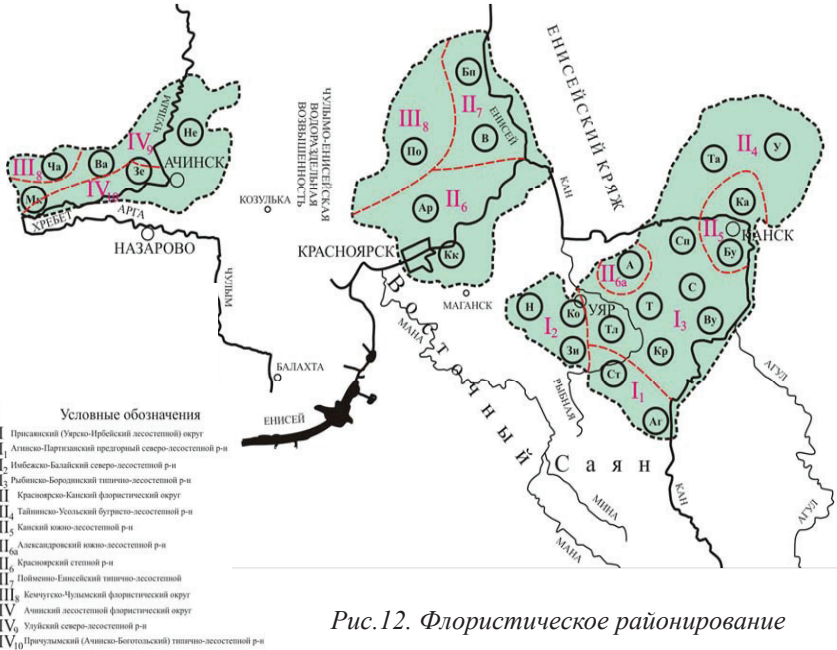 Бп
II7
В
ЕНИСЕЙ
III8
По
Ар
II6
КРАСНОЯРСК
Кк
МАГАНСК
ЧУЛЫМО-ЕНИСЕЙСКАЯ
ВОДОРАЗДЕЛЬНАЯ
ВОЗВЫШЕННОСТЬ
КОЗУЛЬКА
ЕНИСЕЙСКИЙ КРЯЖ
КАН
II4
У
Та
Ка
II5
КАНСК
Бу
Сп
А
II6а
С
Т
I3
Ву
Н
Ко
УЯР
I2
Тл
Зи
Кр
Ст
I1
Аг
РЫБНАЯ
АГУЛ
АГУЛ
КАН
МАНА
МИНА
МАНА
Восточный
Саян
ЧУЛЫМ
Не
IV9
III8
Ча
Ва
Зе
АЧИНСК
IV10
Мк
ХРЕБЕТ АРГА
НАЗАРОВО
ЧУЛЫМ
БАЛАХТА
ЕНИСЕЙ
Условные обозначения
I Присаянский (Уярско-Ирбейский лесостепной) округ
I1 Агинско-Партизанский предгорный северо-лесостепной р-н
I2 Имбежско-Балайский северо-лесостепной р-н
I3 Рыбинско-Бородинский типично-лесостепной р-н
II Красноярско-Канский флористический округ
II4 Тайнинско-Усольский бугристо-лесостепной р-н
II5 Канский южно-лесостепной р-н
II6а Александровский южно-лесостепной р-н
II6 Красноярский степной р-н
II7 Пойменно-Енисейский типично-лесостепной
III8 Кемчугско-Чулымский флористический округ
IV Ачинский лесостепной флористический округ
IV9 Улуйский северо-лесостепной р-н
IV10 Причулымский (Ачинско-Боготольский) типично-лесостепной р-н
Рис.12. Флористическое районирование